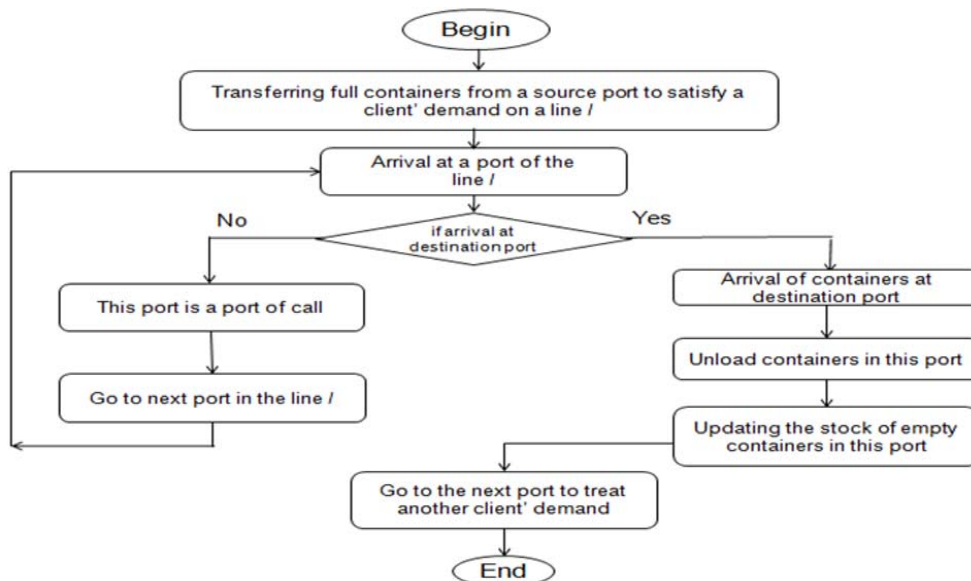 Begin
Transferring full containers from a source port to satisfy a
client' demand on a line l
Arrival at a port of the
line l
No
Yes
if arrival at
destination port
This port is a port of call
Go to next port in the line l
Arrival of containers at
destination port
Unload containers in this port
Updating the stock of empty
containers in this port
Go to the next port to treat
another client' demand
End